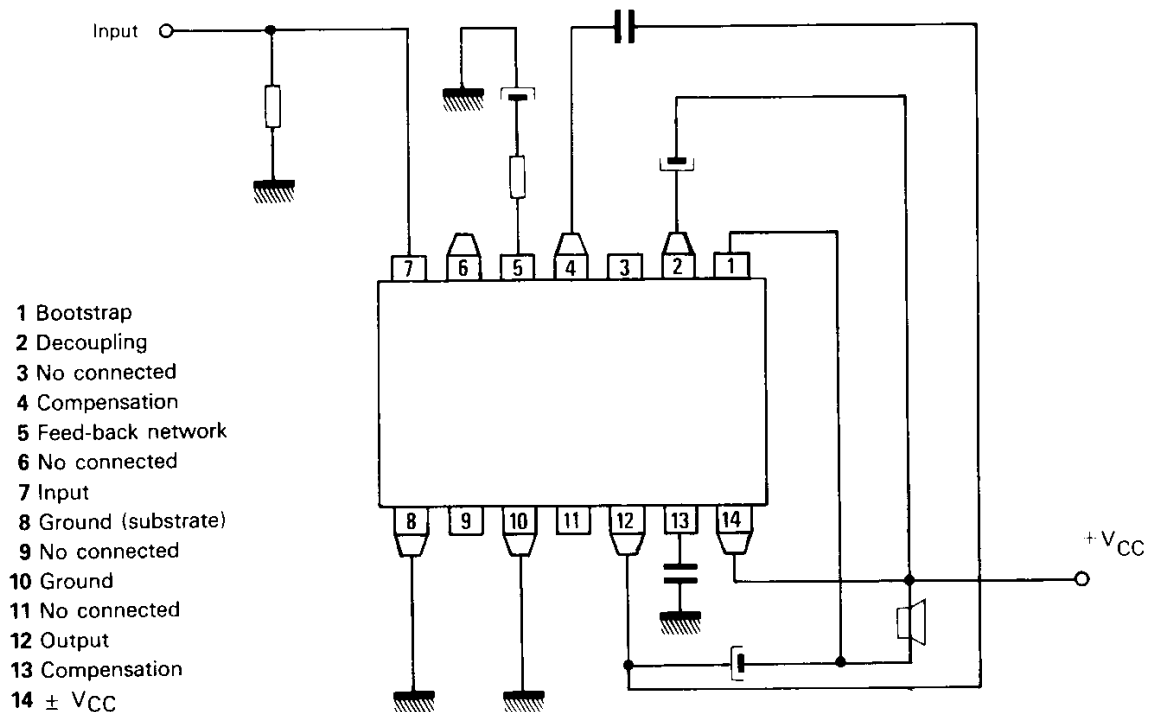 Input
7 6 5 4 3 2 1
1 Bootstrap
2 Decoupling
3 No connected
4 Compensation
5 Feed-back network
6 No connected
7 Input
8 Ground (substrate)
9 No connected
10 Ground
11 No connected
12 Output
13 Compensation
14 ± VCC
8 9 10 11 12 13 14
+ VCC